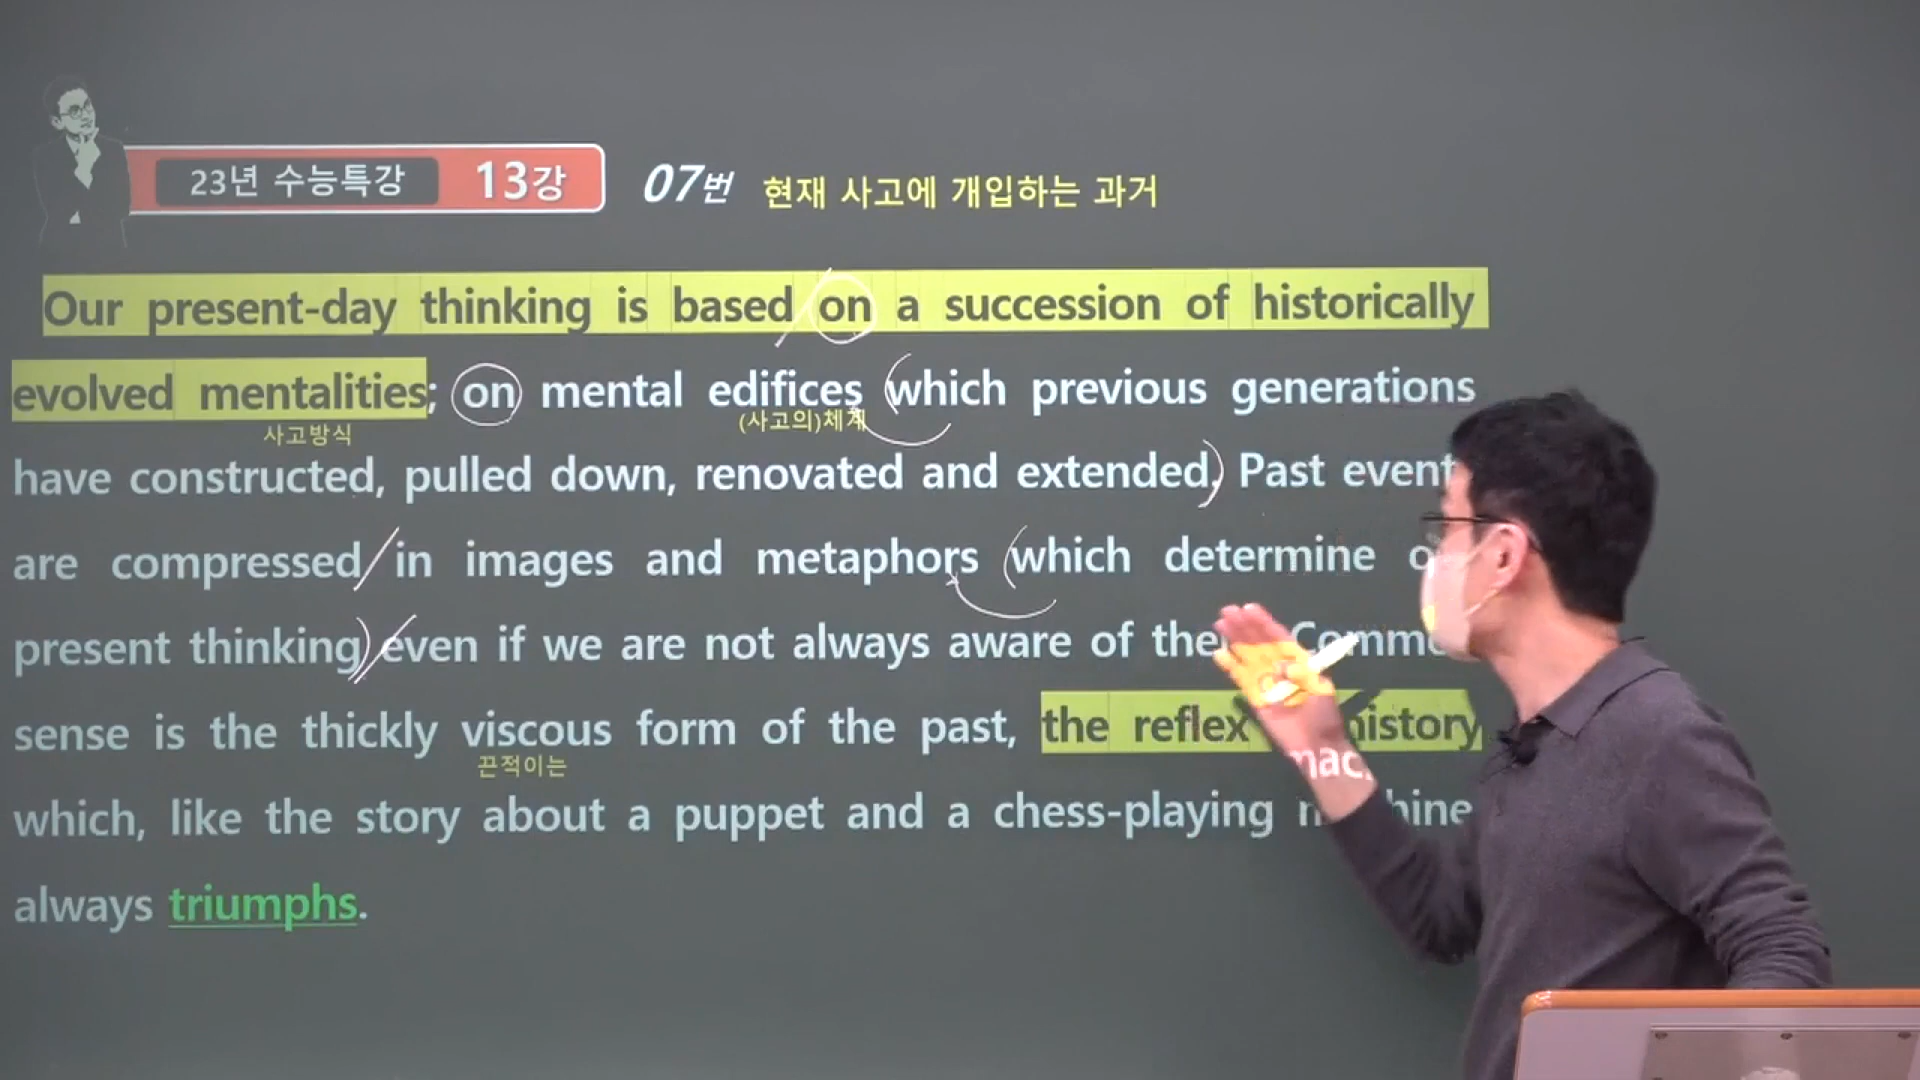 23년 수능특강 13강 07번 현재 사고에 개입하는 과거
Our present-day thinking is based on a succession of historically
evolved mentalities; on mental edifices which previous generations
사고방식 (사고의)체계
have constructed, pulled down, renovated and extended. Past
are compressed in images and metaphors which determine
present thinking even if we are not always aware of
sense is the thickly viscous form of the past, the reflex history
끈적이는
which, like the story about a puppet and a chess-playing
always triumphs.